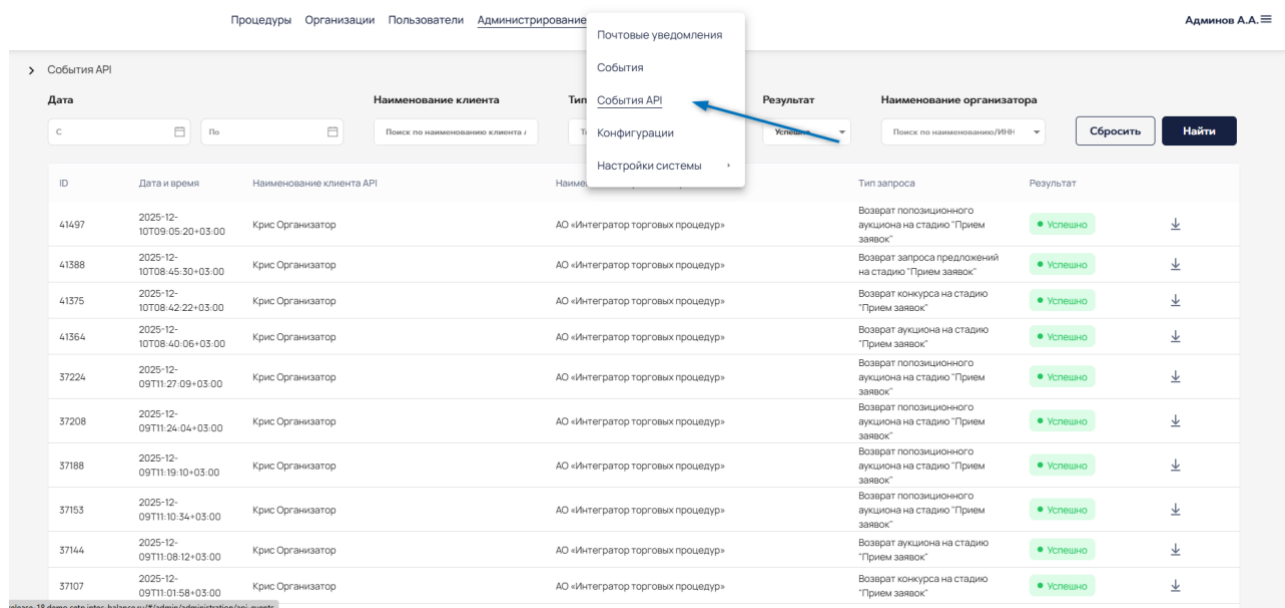 Процедуры Организации Пользователи Администрирование Админов А.А.
Почтовые уведомления
События
События API
Конфигурации
Настройки системы
События API
Дата Наименование клиента Тип Результат Наименование организатора
С По Поиск по наименованию клиента Успешно Поиск по наименованию/ИНН Сбросить Найти
ID Дата и время Наименование клиента API Тип запроса Результат
41497 2025-12-10T09:05:20+03:00 Крис Организатор АО «Интегратор торговых процедур» Возврат попозиционного аукциона на стадию "Прием заявок" Успешно
41388 2025-12-10T08:45:30+03:00 Крис Организатор АО «Интегратор торговых процедур» Возврат запроса предложений на стадию "Прием заявок" Успешно
41375 2025-12-10T08:42:22+03:00 Крис Организатор АО «Интегратор торговых процедур» Возврат конкурса на стадию "Прием заявок" Успешно
41364 2025-12-10T08:40:06+03:00 Крис Организатор АО «Интегратор торговых процедур» Возврат аукциона на стадию "Прием заявок" Успешно
37224 2025-12-09T11:27:09+03:00 Крис Организатор АО «Интегратор торговых процедур» Возврат попозиционного аукциона на стадию "Прием заявок" Успешно
37208 2025-12-09T11:24:04+03:00 Крис Организатор АО «Интегратор торговых процедур» Возврат попозиционного аукциона на стадию "Прием заявок" Успешно
37188 2025-12-09T11:19:10+03:00 Крис Организатор АО «Интегратор торговых процедур» Возврат попозиционного аукциона на стадию "Прием заявок" Успешно
37153 2025-12-09T11:10:34+03:00 Крис Организатор АО «Интегратор торговых процедур» Возврат попозиционного аукциона на стадию "Прием заявок" Успешно
37144 2025-12-09T11:08:12+03:00 Крис Организатор АО «Интегратор торговых процедур» Возврат аукциона на стадию "Прием заявок" Успешно
37107 2025-12-09T11:01:58+03:00 Крис Организатор АО «Интегратор торговых процедур» Возврат конкурса на стадию "Прием заявок" Успешно